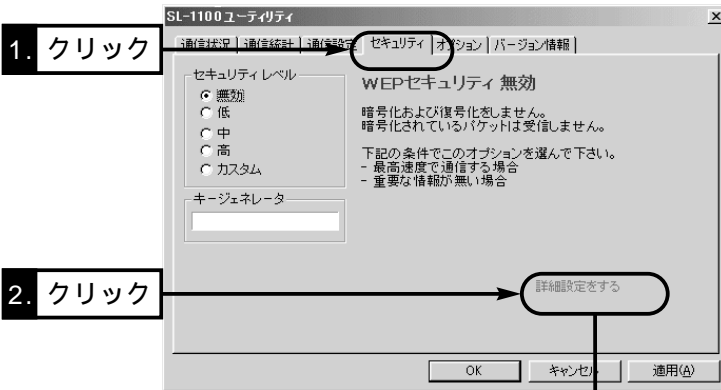 SL-1100ユーティリティ
通信状況 通信統計 通信設定 セキュリティ オプション バージョン情報
1. クリック
セキュリティ レベル
無効
低
中
高
カスタム
キージェネレータ
WEPセキュリティ 無効
暗号化および復号化をしません。
暗号化されているパケットは受信しません。
下記の条件でこのオプションを選んで下さい。
- 最高速度で通信する場合
- 重要な情報が無い場合
2. クリック
詳細設定をする
OK キャンセル 適用(A)